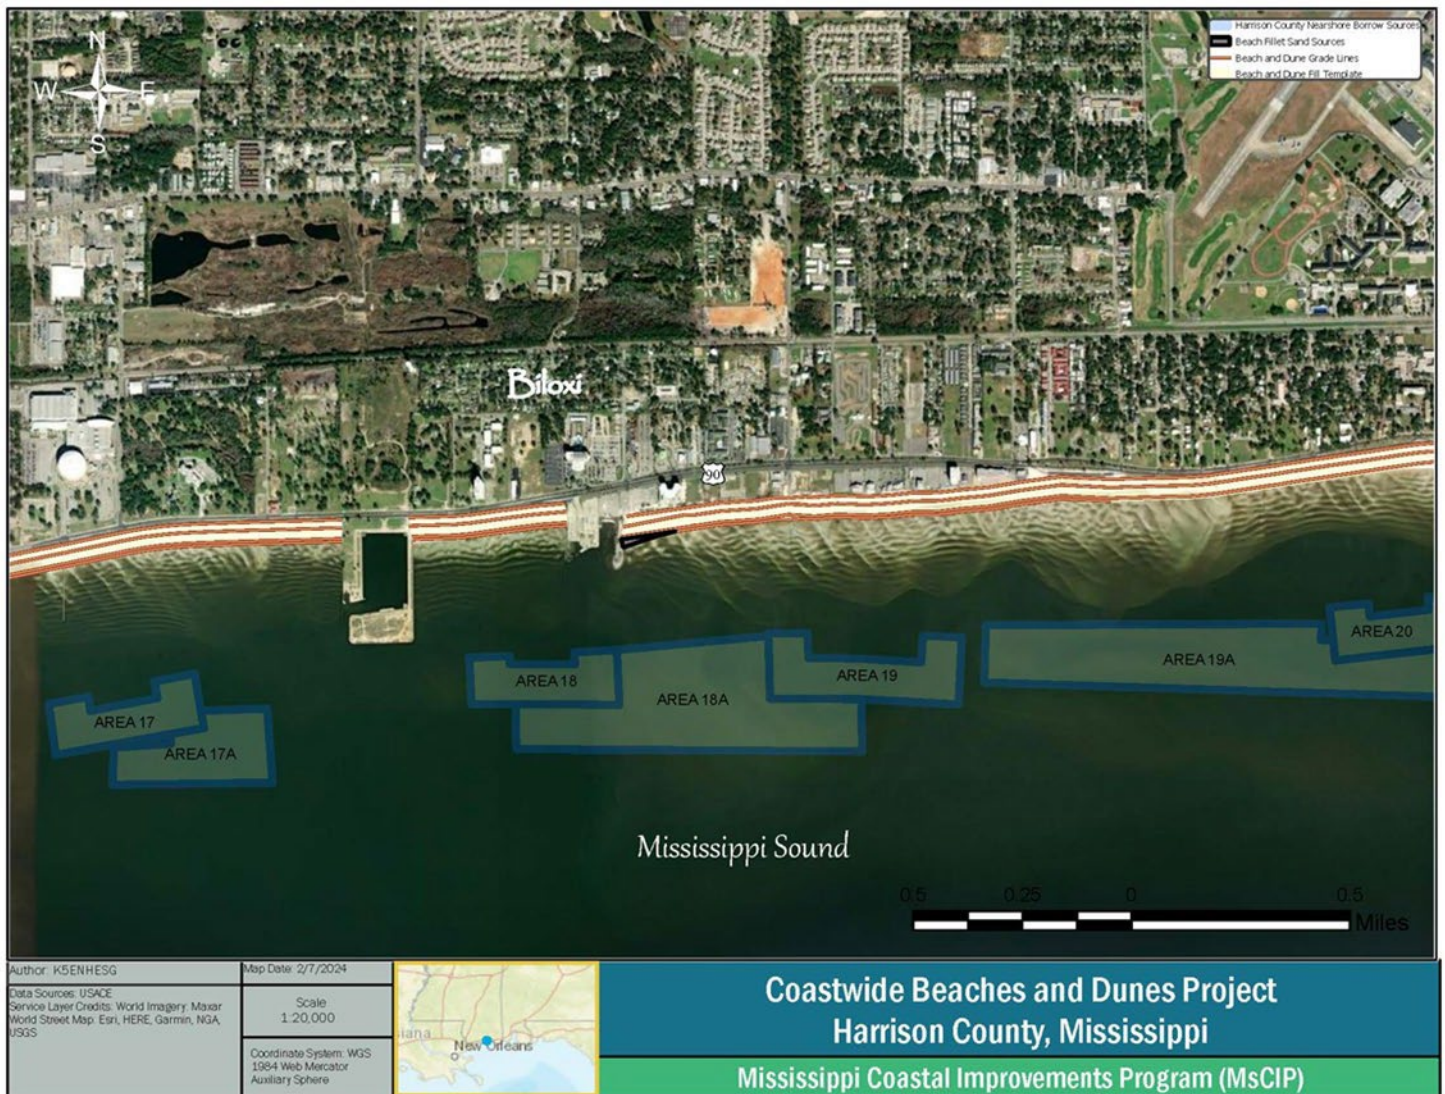 Harrison County Nearshore Borrow Sources
Beach Fillet Sand Sources
Beach and Dune Grade Lines
Beach and Dune Fill Template
N
W E
S
Biloxi
90
AREA 20
AREA 19A
AREA 18
AREA 19
AREA 18A
AREA 17
AREA 17A
Mississippi Sound
0.5 0.25 0 0.5
Miles
Author: K5ENHESG
Map Date: 2/7/2024
Data Sources: USACE
Service Layer Credits: World Imagery: Maxar
World Street Map: Esri, HERE, Garmin, NGA,
USGS
Scale
1:20,000
Coordinate System: WGS
1984 Web Mercator
Auxiliary Sphere
iana
New Orleans
Coastwide Beaches and Dunes Project
Harrison County, Mississippi
Mississippi Coastal Improvements Program (MsCIP)